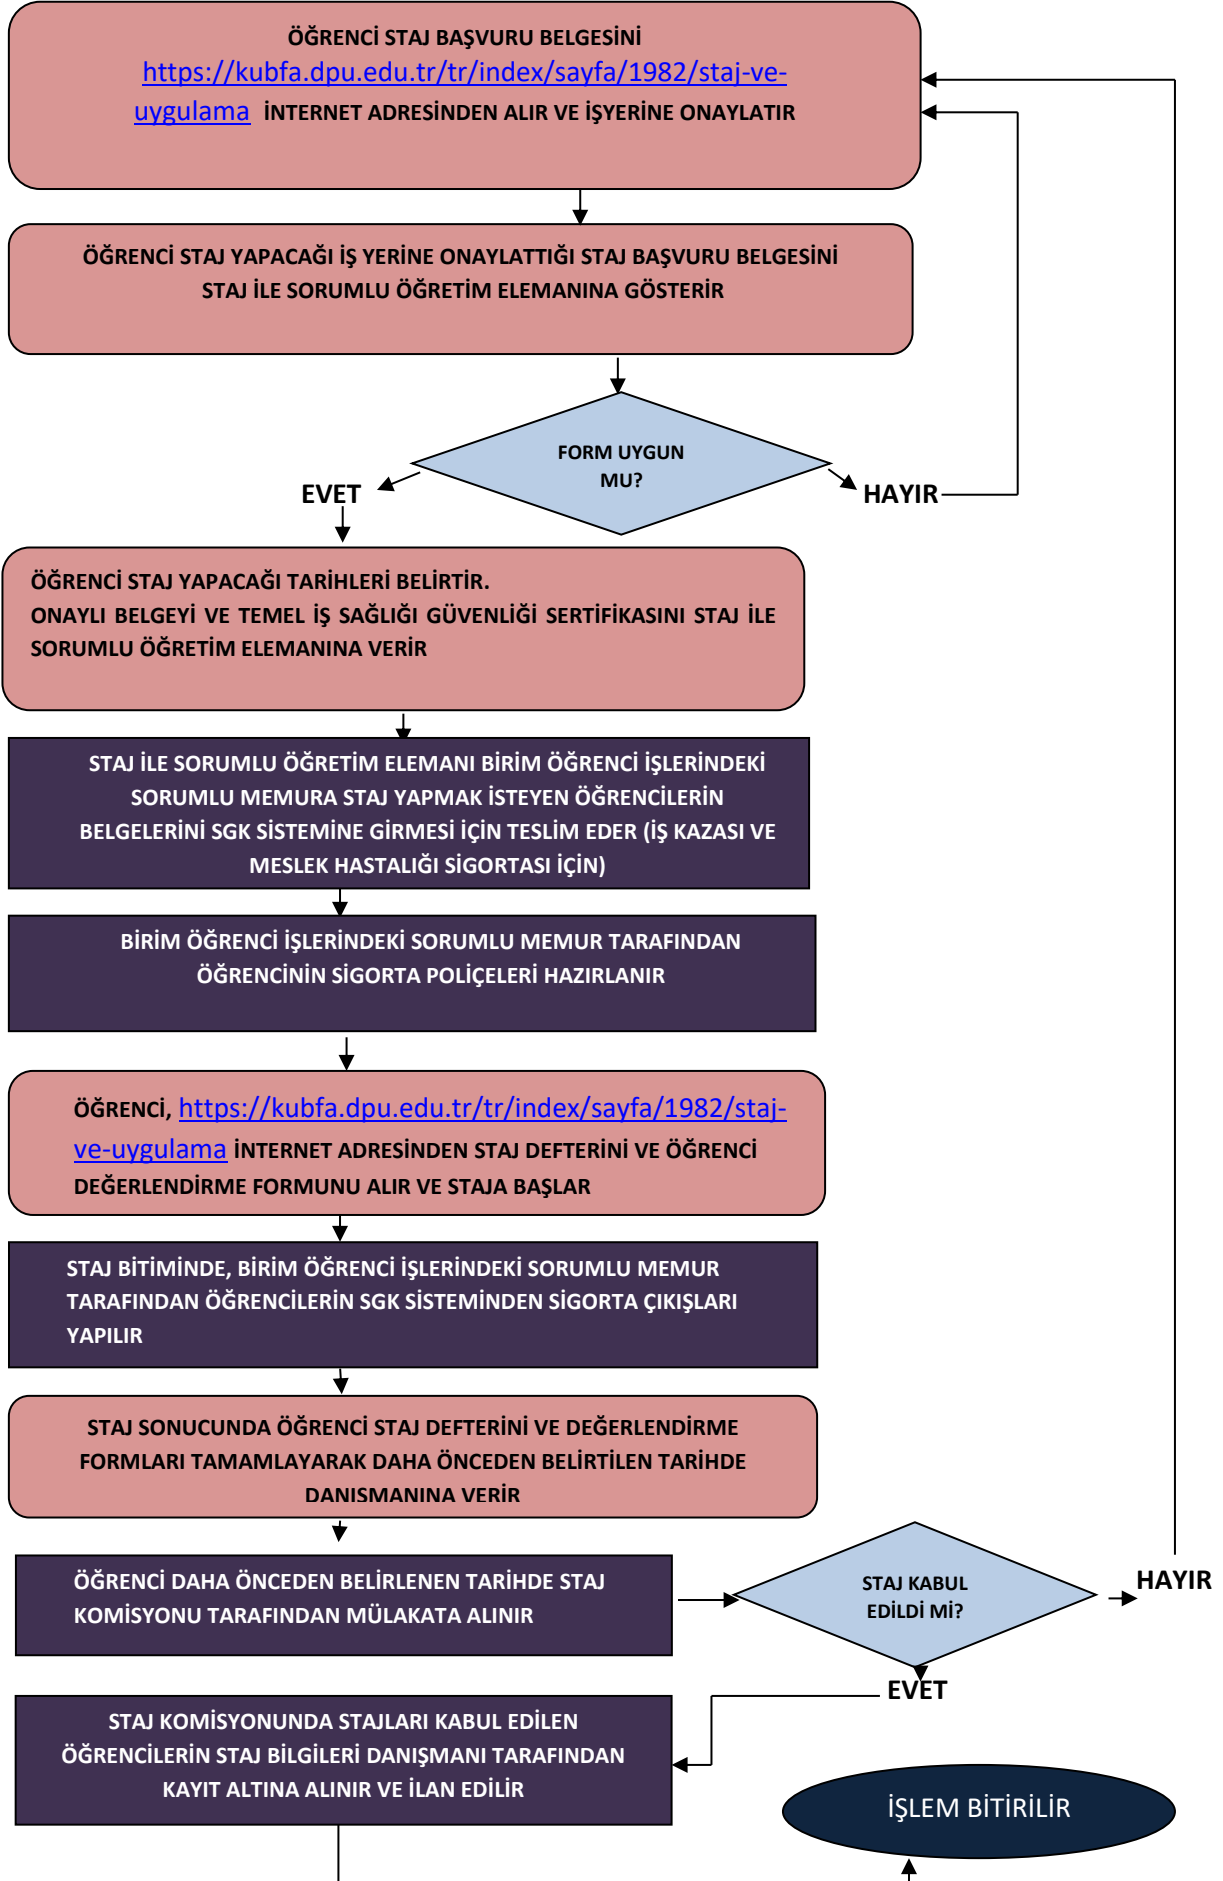 ÖĞRENCİ STAJ BAŞVURU BELGESİNİ
https://kubfa.dpu.edu.tr/tr/index/sayfa/1982/staj-ve-
uygulama İNTERNET ADRESİNDEN ALIR VE İŞYERİNE ONAYLATIR
ÖĞRENCİ STAJ YAPACAĞI İŞ YERİNE ONAYLATTIĞI STAJ BAŞVURU BELGESİNİ
STAJ İLE SORUMLU ÖĞRETİM ELEMANINA GÖSTERİR
FORM UYGUN
MU?
EVET
HAYIR
ÖĞRENCİ STAJ YAPACAĞI TARİHLERİ BELİRTİR.
ONAYLI BELGEYİ VE TEMEL İŞ SAĞLIĞI GÜVENLİĞİ SERTİFİKASINI STAJ İLE
SORUMLU ÖĞRETİM ELEMANINA VERİR
STAJ İLE SORUMLU ÖĞRETİM ELEMANI BİRİM ÖĞRENCİ İŞLERİNDEKİ
SORUMLU MEMURA STAJ YAPMAK İSTEYEN ÖĞRENCİLERİN
BELGELERİNİ SGK SİSTEMİNE GİRMESİ İÇİN TESLİM EDER (İŞ KAZASI VE
MESLEK HASTALIĞI SİGORTASI İÇİN)
BİRİM ÖĞRENCİ İŞLERİNDEKİ SORUMLU MEMUR TARAFINDAN
ÖĞRENCİNİN SİGORTA POLİÇELERİ HAZIRLANIR
ÖĞRENCİ, https://kubfa.dpu.edu.tr/tr/index/sayfa/1982/staj-
ve-uygulama İNTERNET ADRESİNDEN STAJ DEFTERİNİ VE ÖĞRENCİ
DEĞERLENDİRME FORMUNU ALIR VE STAJA BAŞLAR
STAJ BİTİMİNDE, BİRİM ÖĞRENCİ İŞLERİNDEKİ SORUMLU MEMUR
TARAFINDAN ÖĞRENCİLERİN SGK SİSTEMİNDEN SİGORTA ÇIKIŞLARI
YAPILIR
STAJ SONUCUNDA ÖĞRENCİ STAJ DEFTERİNİ VE DEĞERLENDİRME
FORMLARI TAMAMLAYARAK DAHA ÖNCEDEN BELİRTİLEN TARİHDE
DANIŞMANINA VERİR
ÖĞRENCİ DAHA ÖNCEDEN BELİRLENEN TARİHDE STAJ
KOMİSYONU TARAFINDAN MÜLAKATA ALINIR
STAJ KABUL
EDİLDİ Mİ?
HAYIR
EVET
STAJ KOMİSYONUNDA STAJLARI KABUL EDİLEN
ÖĞRENCİLERİN STAJ BİLGİLERİ DANIŞMANI TARAFINDAN
KAYIT ALTINA ALINIR VE İLAN EDİLİR
İŞLEM BİTİRİLİR